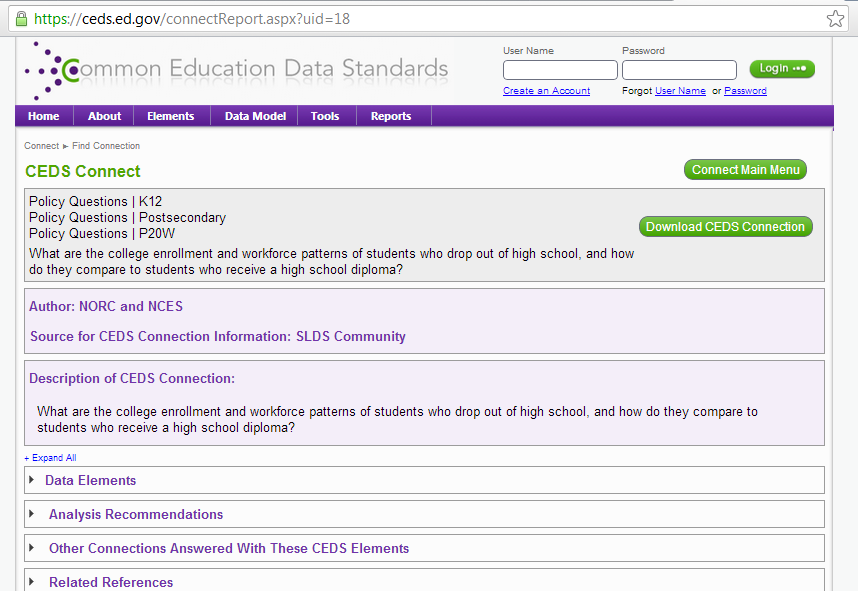 https://ceds.ed.gov/connectReport.aspx?uid=18
Common Education Data Standards
User Name Password
Login
Create an Account Forgot User Name or Password
Home About Elements Data Model Tools Reports
Connect ► Find Connection
CEDS Connect
Connect Main Menu
Policy Questions | K12
Policy Questions | Postsecondary
Policy Questions | P20W
Download CEDS Connection
What are the college enrollment and workforce patterns of students who drop out of high school, and how
do they compare to students who receive a high school diploma?
Author: NORC and NCES
Source for CEDS Connection Information: SLDS Community
Description of CEDS Connection:
What are the college enrollment and workforce patterns of students who drop out of high school, and how do they compare to
students who receive a high school diploma?
+ Expand All
Data Elements
Analysis Recommendations
Other Connections Answered With These CEDS Elements
Related References